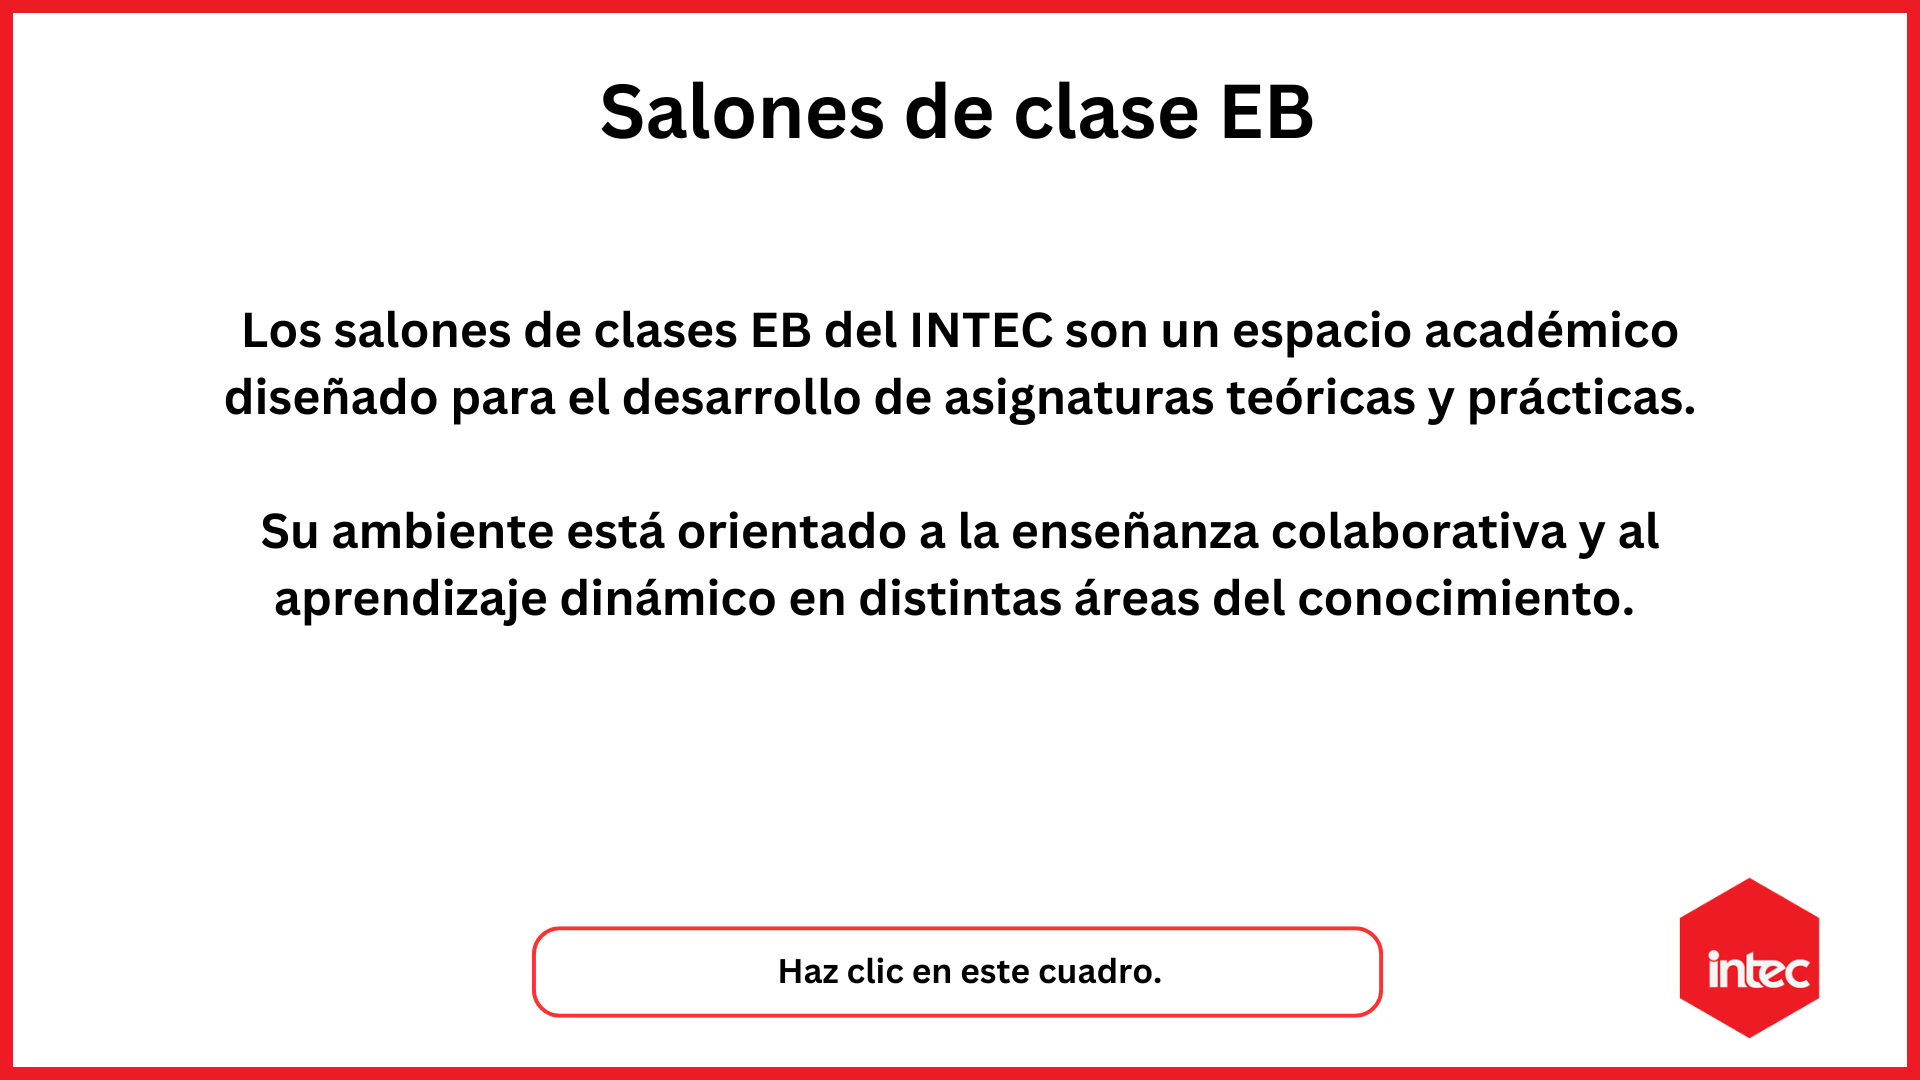 Salones de clase EB
Los salones de clases EB del INTEC son un espacio académico
diseñado para el desarrollo de asignaturas teóricas y prácticas.
Su ambiente está orientado a la enseñanza colaborativa y al
aprendizaje dinámico en distintas áreas del conocimiento.
Haz clic en este cuadro.
intec